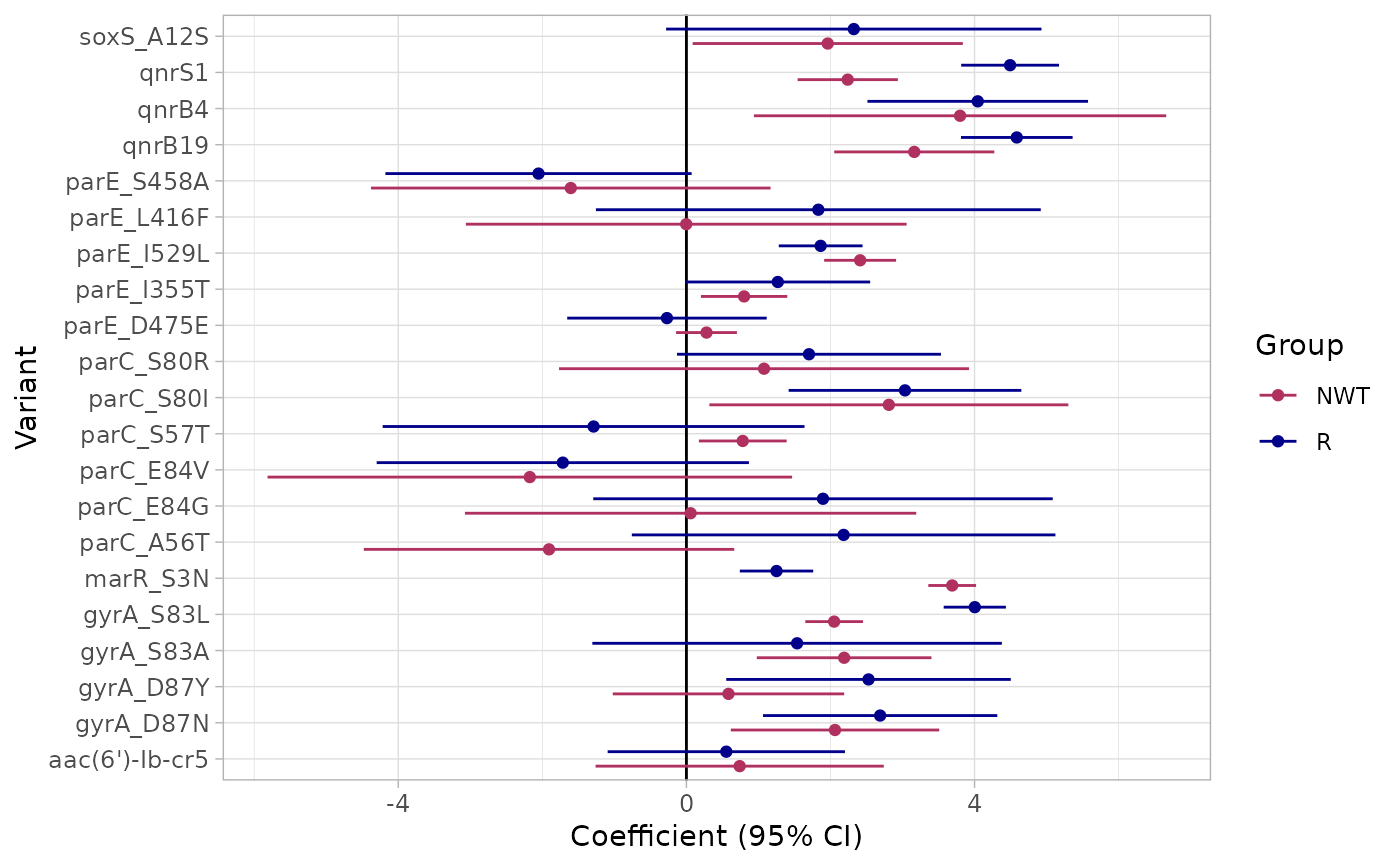 soxS_A12S
qnrS1
qnrB4
qnrB19
parE_S458A
parE_L416F
parE_I529L
parE_I355T
parE_D475E
parC_S80R
parC_S80I
parC_S57T
parC_E84V
parC_E84G
parC_A56T
marR_S3N
gyrA_S83L
gyrA_S83A
gyrA_D87Y
gyrA_D87N
aac(6')-Ib-cr5
Variant
-4 0 4
Coefficient (95% CI)
Group
NWT
R